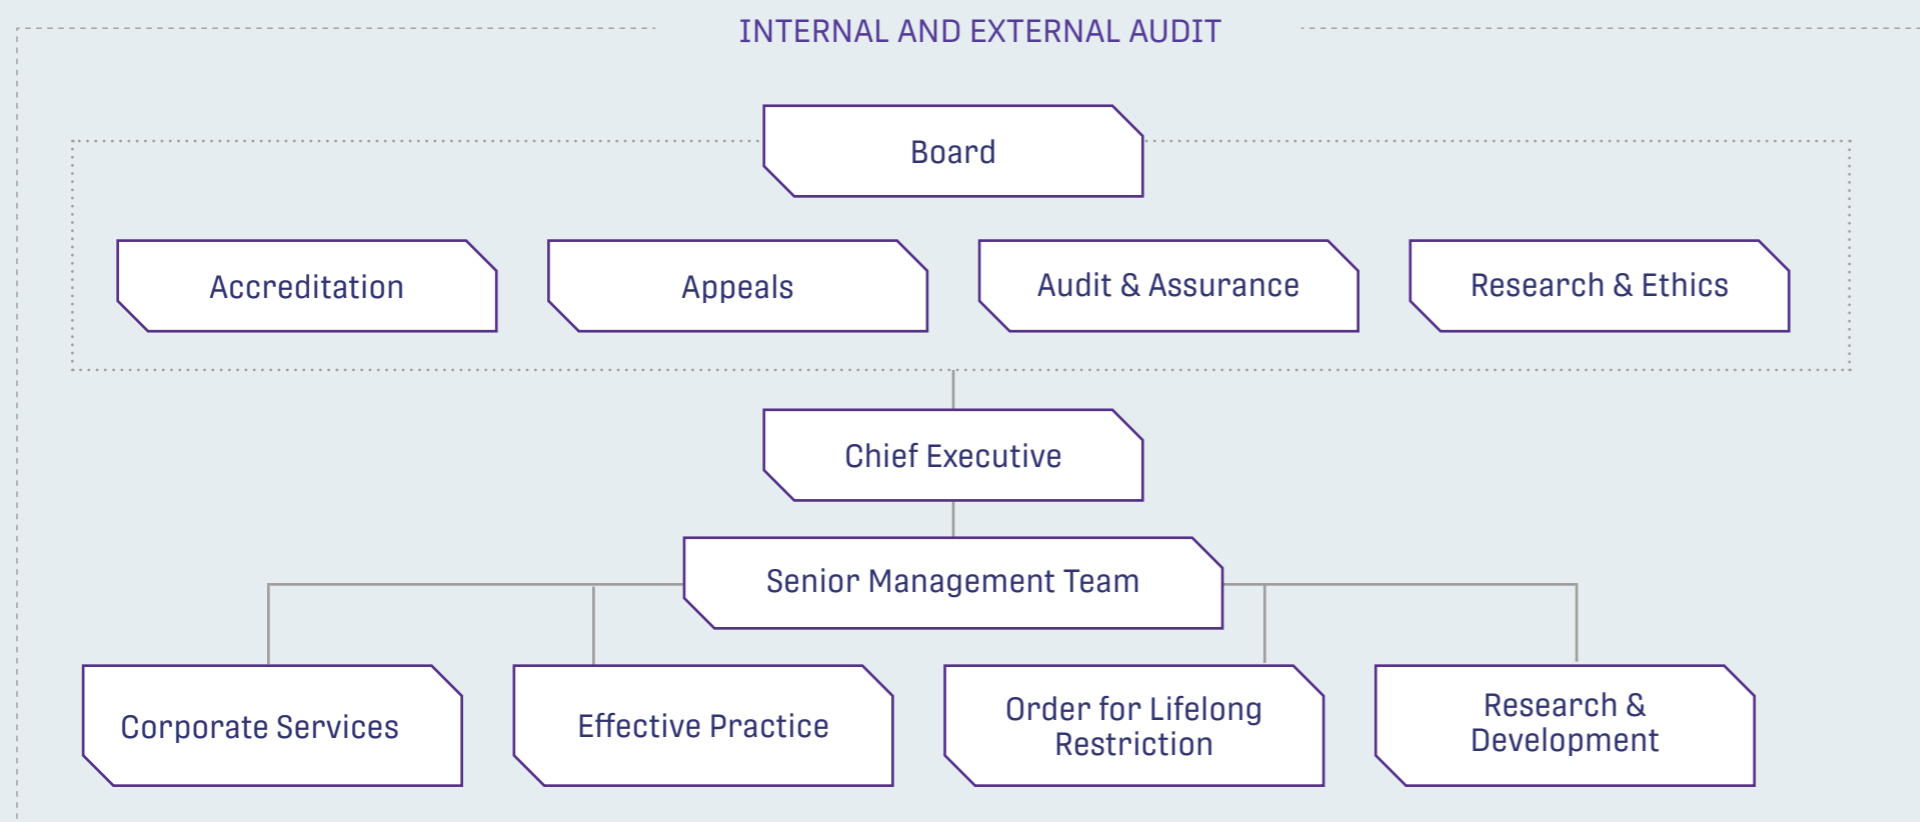 INTERNAL AND EXTERNAL AUDIT
Board
Accreditation
Appeals
Audit & Assurance
Research & Ethics
Chief Executive
Senior Management Team
Corporate Services
Effective Practice
Order for Lifelong
Restriction
Research &
Development